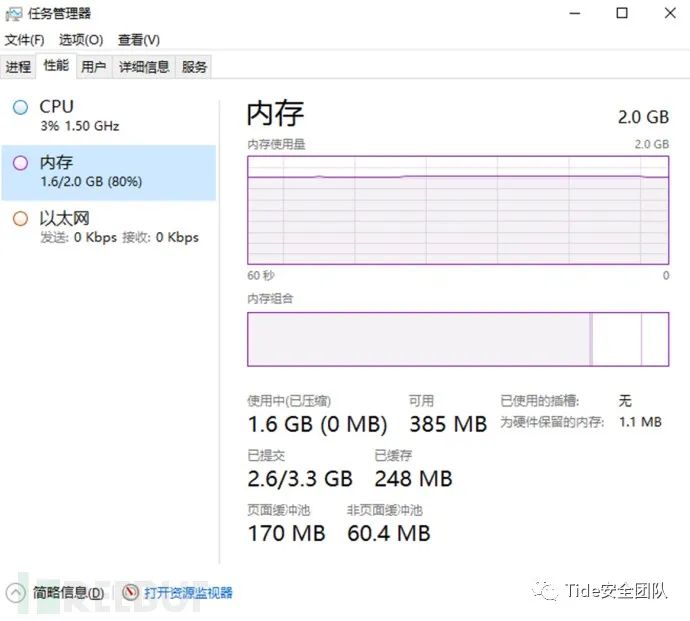 任务管理器
文件(F) 选项(O) 查看(V)
进程 性能 用户 详细信息 服务
CPU
3% 1.50 GHz
内存
1.6/2.0 GB (80%)
以太网
发送: 0 Kbps 接收: 0 Kbps
内存 2.0 GB
内存使用量 2.0 GB
60 秒 0
内存组合
使用中(已压缩) 可用 已使用的插槽: 无
1.6 GB (0 MB) 385 MB 为硬件保留的内存: 1.1 MB
已提交 已缓存
2.6/3.3 GB 248 MB
页面缓冲池 非页面缓冲池
170 MB 60.4 MB
简略信息(D) 打开资源监视器
REEBUF
Tide安全团队